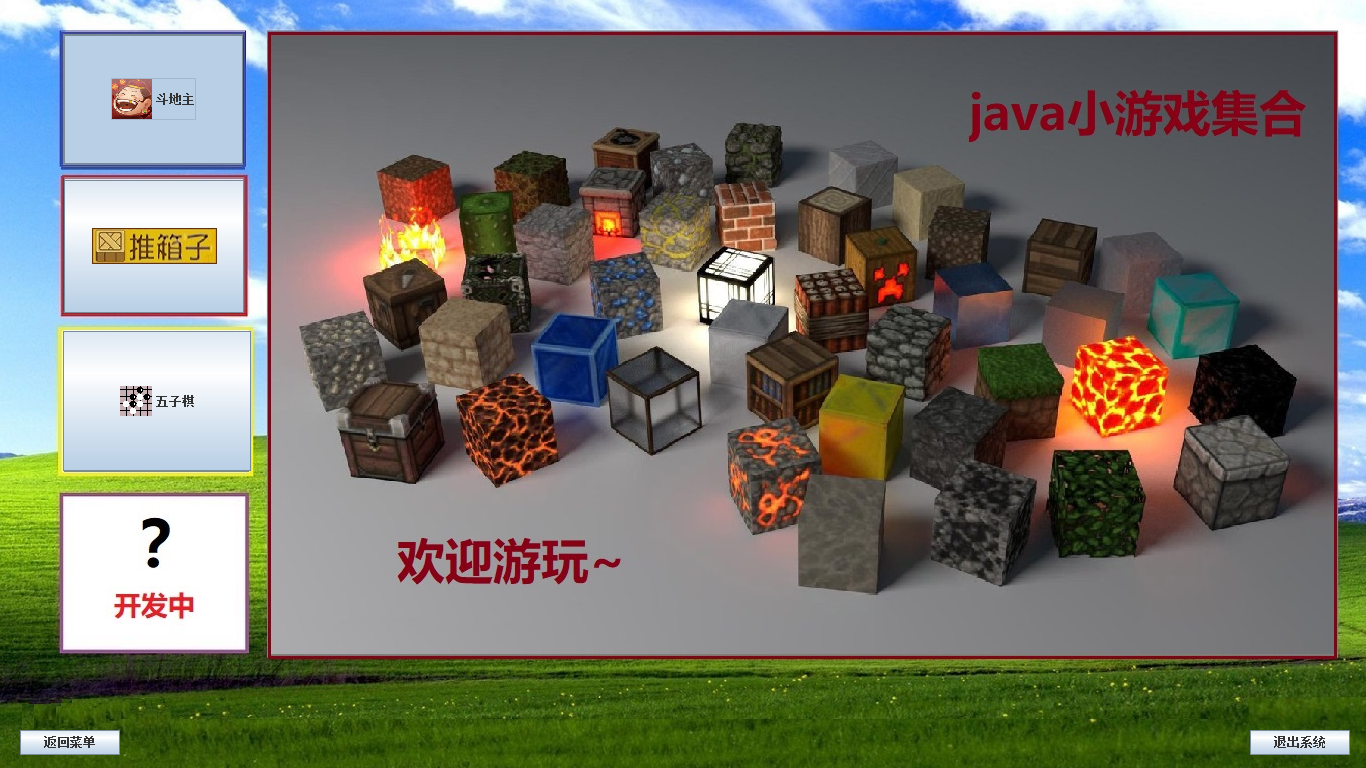 斗地主
推箱子
五子棋
?
开发中
java小游戏集合
欢迎游玩~
返回菜单
退出系统